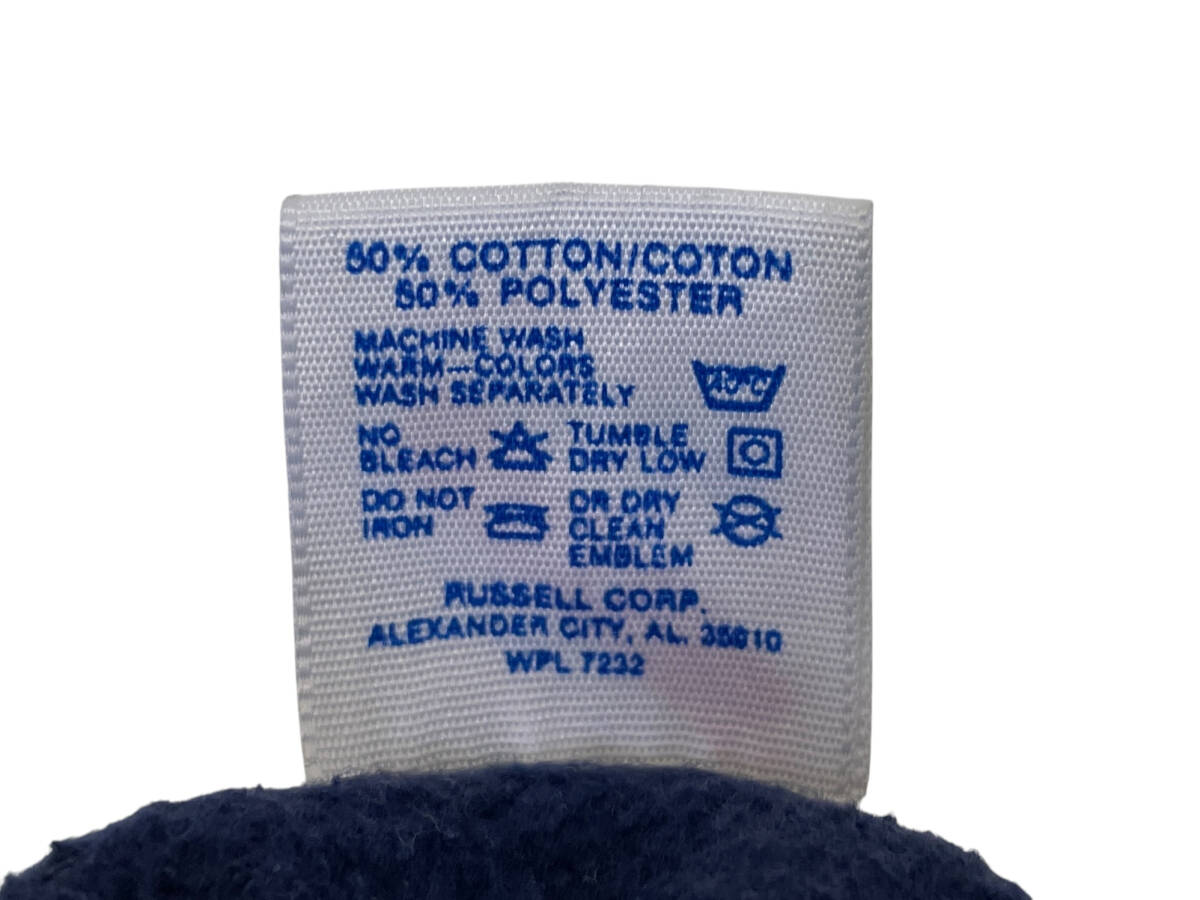 50% COTTON/COTON
50% POLYESTER
MACHINE WASH
WARM—COLORS
WASH SEPARATELY
40°C
NO
BLEACH
TUMBLE
DRY LOW
DO NOT
IRON
OR DRY
CLEAN
EMBLEM
RUSSELL CORP.
ALEXANDER CITY, AL. 35010
WPL 7232